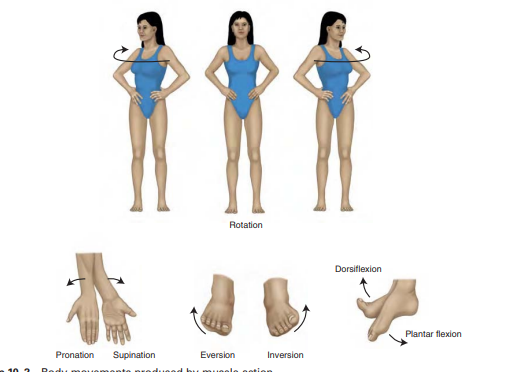 Rotation
Dorsiflexion
Plantar flexion
Pronation Supination Eversion Inversion
Body movements produced by muscle action